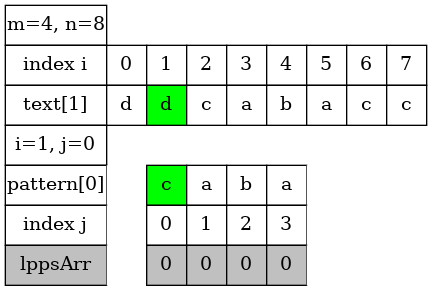 m=4, n=8
index i 0 1 2 3 4 5 6 7
text[1] d d c a b a c c
i=1, j=0
pattern[0] c a b a
index j 0 1 2 3
lppsArr 0 0 0 0